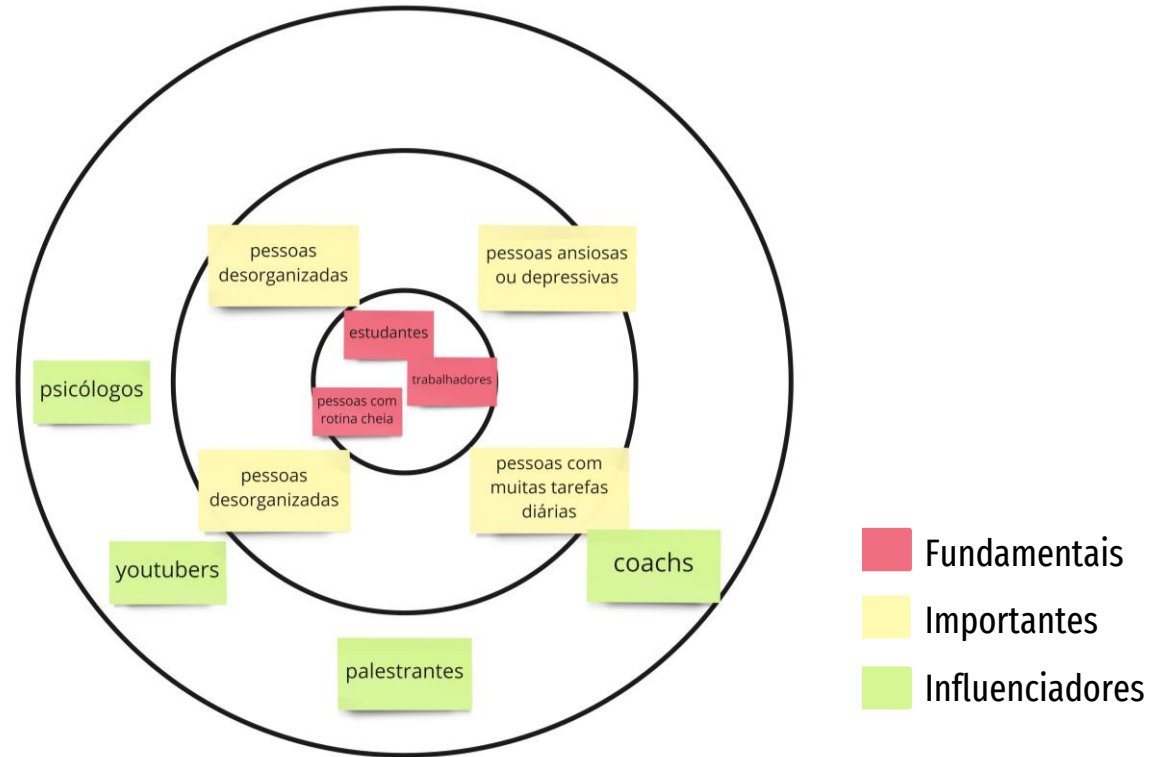 pessoas
desorganizadas
pessoas ansiosas
ou depressivas
estudantes
trabalhadores
pessoas com
rotina cheia
psicólogos
pessoas
desorganizadas
pessoas com
muitas tarefas
diárias
youtubers
coachs
palestrantes
Fundamentais
Importantes
Influenciadores